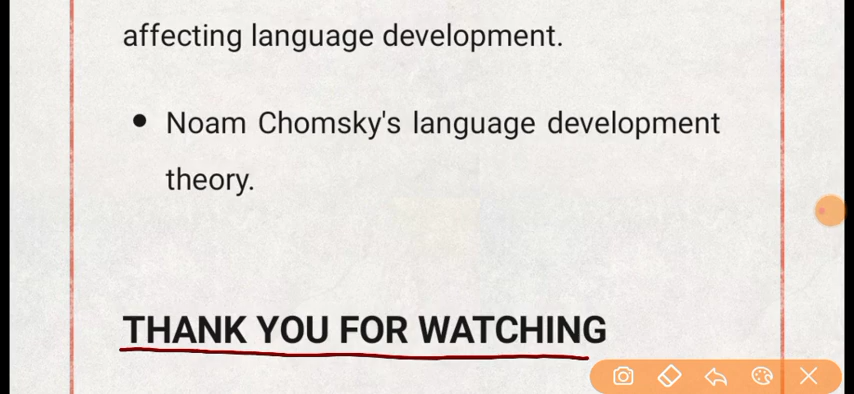 affecting language development.
• Noam Chomsky's language development
theory.
THANK YOU FOR WATCHING